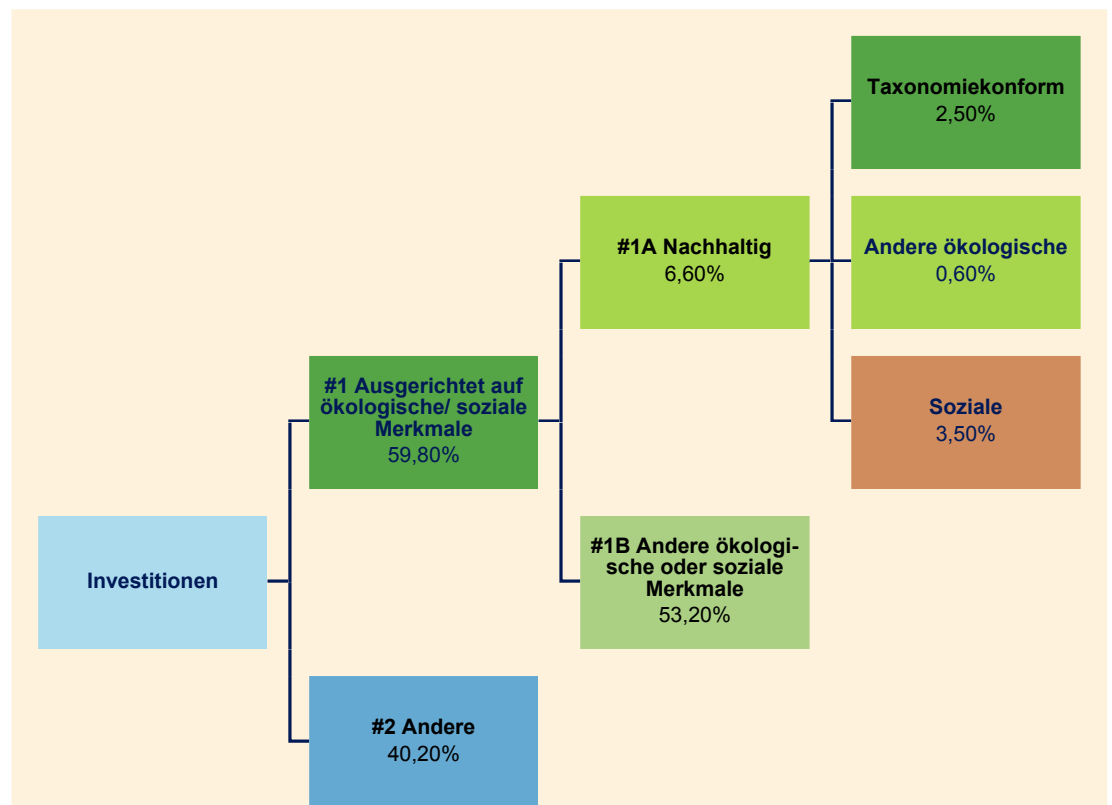 Taxonomiekonform
2,50%
#1A Nachhaltig
6,60%
Andere ökologische
0,60%
#1 Ausgerichtet auf
ökologische/ soziale
Merkmale
59,80%
Soziale
3,50%
Investitionen
#1B Andere ökologi-
sche oder soziale
Merkmale
53,20%
#2 Andere
40,20%